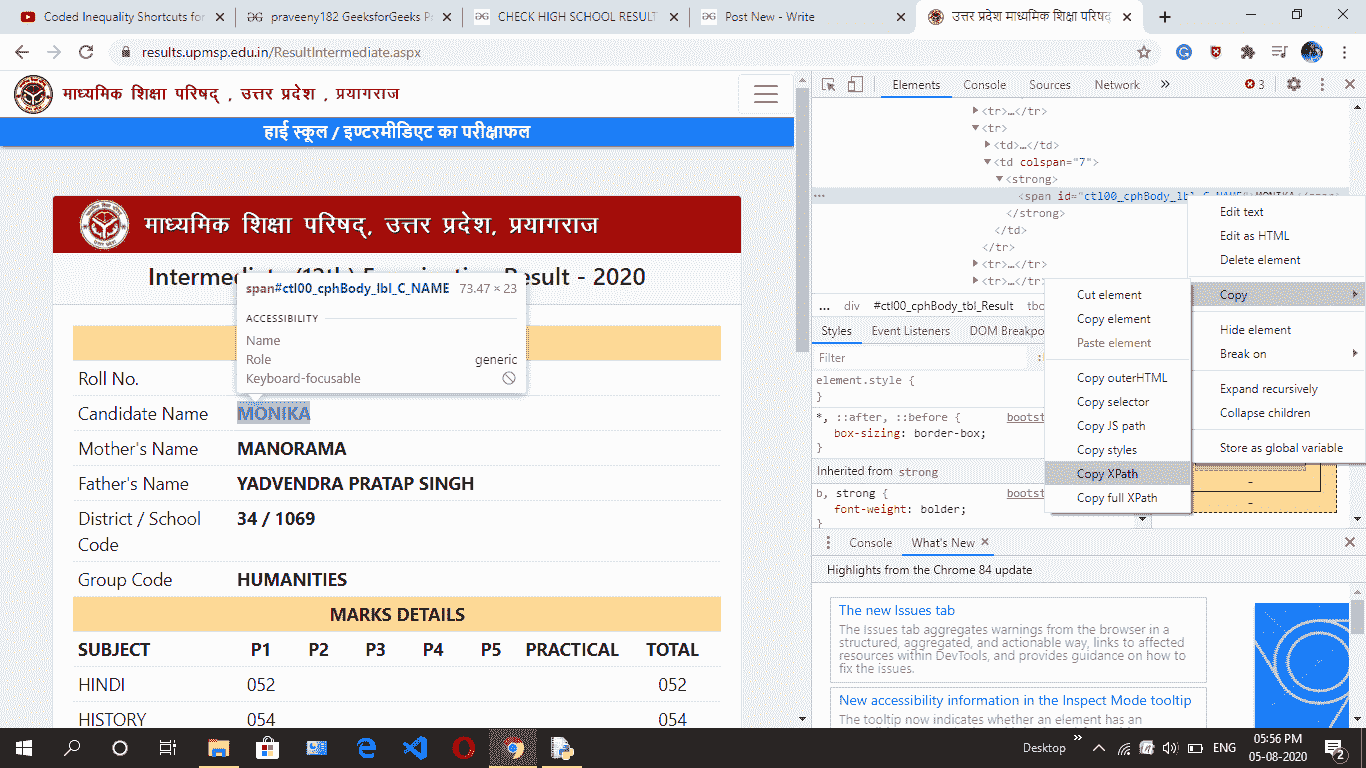 Coded Inequality Shortcuts for
praveeny182 GeeksforGeeks Pr
CHECK HIGH SCHOOL RESULT
Post New - Write
उत्तर प्रदेश माध्यमिक शिक्षा परिषद
results.upmsp.edu.in/ResultIntermediate.aspx
माध्यमिक शिक्षा परिषद् , उत्तर प्रदेश , प्रयागराज
हाई स्कूल / इण्टरमीडिएट का परीक्षाफल
माध्यमिक शिक्षा परिषद्, उत्तर प्रदेश, प्रयागराज
Intermediate (12th) Examination Result - 2020
span#ctl00_cphBody_lbl_C_NAME 73.47 × 23
ACCESSIBILITY
Name
Role generic
Keyboard-focusable
Roll No.
Candidate Name MONIKA
Mother's Name MANORAMA
Father's Name YADVENDRA PRATAP SINGH
District / School Code 34 / 1069
Group Code HUMANITIES
MARKS DETAILS
SUBJECT P1 P2 P3 P4 P5 PRACTICAL TOTAL
HINDI 052 052
HISTORY 054 054
Elements Console Sources Network » 3
<tr>…</tr>
<tr>
<td>…</td>
<td colspan="7">
<strong>
<span id="ctl00_cphBody_lbl_C_NAME">MONIKA</span>
</strong>
</td>
</tr>
<tr>…</tr>
<tr>…</tr>
... div #ctl00_cphBody_tbl_Result tbo
Styles Event Listeners DOM Breakpo
Filter
element.style {
}
*, ::after, ::before { bootst
box-sizing: border-box;
}
Inherited from strong
b, strong { bootst
font-weight: bolder;
}
Edit text
Edit as HTML
Delete element
Copy
Hide element
Break on
Expand recursively
Collapse children
Store as global variable
Cut element
Copy element
Paste element
Copy outerHTML
Copy selector
Copy JS path
Copy styles
Copy XPath
Copy full XPath
Console What's New
Highlights from the Chrome 84 update
The new Issues tab
The Issues tab aggregates warnings from the browser in a
structured, aggregated, and actionable way, links to affected
resources within DevTools, and provides guidance on how to
fix the issues.
New accessibility information in the Inspect Mode tooltip
The tooltip now indicates whether an element has an
Desktop » ENG
05:56 PM
05-08-2020
2